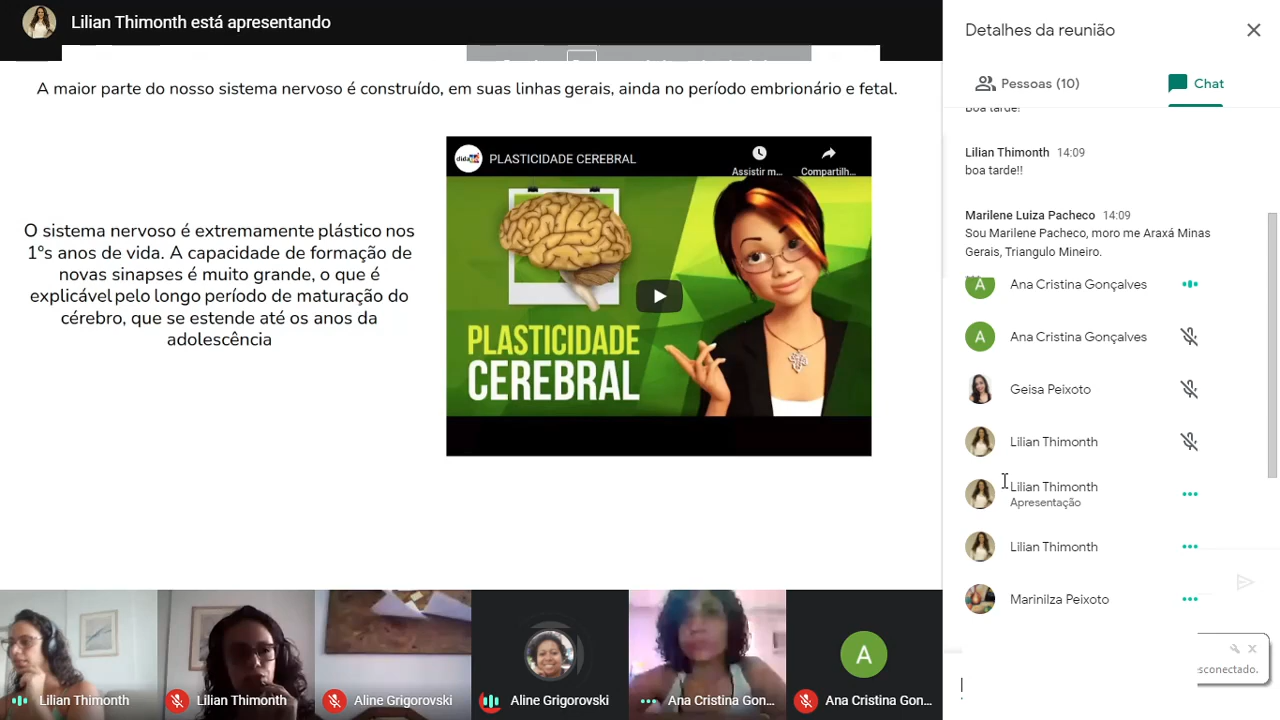 Lilian Thimonth está apresentando
A maior parte do nosso sistema nervoso é construído, em suas linhas gerais, ainda no período embrionário e fetal.
O sistema nervoso é extremamente plástico nos
1ºs anos de vida. A capacidade de formação de
novas sinapses é muito grande, o que é
explicável pelo longo período de maturação do
cérebro, que se estende até os anos da
adolescência
PLASTICIDADE CEREBRAL
Assistir m...
Compartilh...
PLASTICIDADE
CEREBRAL
Lilian Thimonth
Lilian Thimonth
Aline Grigorovski
Aline Grigorovski
Ana Cristina Gon...
A
Ana Cristina Gon...
Detalhes da reunião
Pessoas (10)
Chat
Boa tarde!
Lilian Thimonth 14:09
boa tarde!!
Marilene Luiza Pacheco 14:09
Sou Marilene Pacheco, moro me Araxá Minas
Gerais, Triangulo Mineiro.
A Ana Cristina Gonçalves
A Ana Cristina Gonçalves
Geisa Peixoto
Lilian Thimonth
Lilian Thimonth
Apresentação
Lilian Thimonth
Marinilza Peixoto
esconectado.